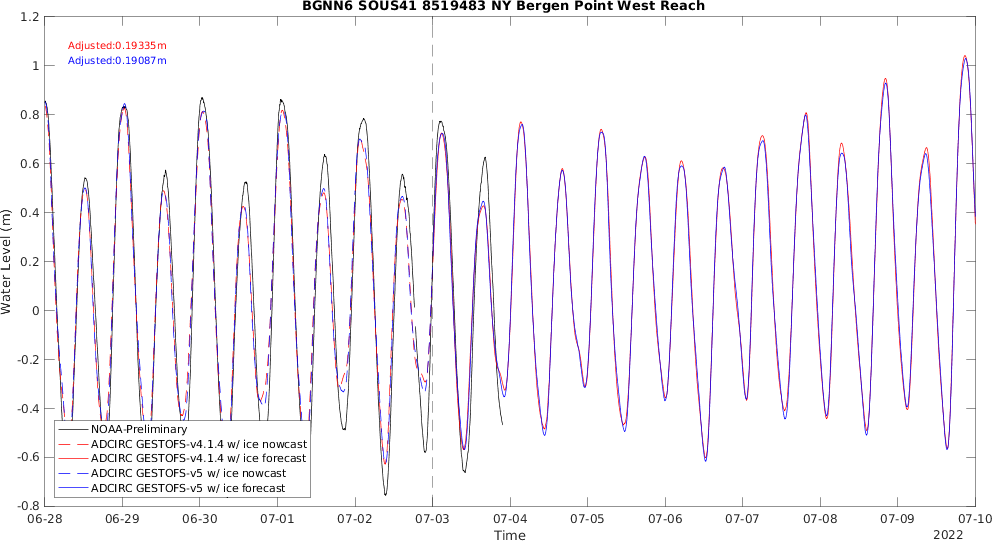 BGNN6 SOUS41 8519483 NY Bergen Point West Reach
1.2
1
0.8
0.6
0.4
0.2
0
-0.2
-0.4
-0.6
-0.8
Water Level (m)
Adjusted:0.19335m
Adjusted:0.19087m
NOAA-Preliminary
ADCIRC GESTOFS-v4.1.4 w/ ice nowcast
ADCIRC GESTOFS-v4.1.4 w/ ice forecast
ADCIRC GESTOFS-v5 w/ ice nowcast
ADCIRC GESTOFS-v5 w/ ice forecast
06-28 06-29 06-30 07-01 07-02 07-03 07-04 07-05 07-06 07-07 07-08 07-09 07-10
Time
2022